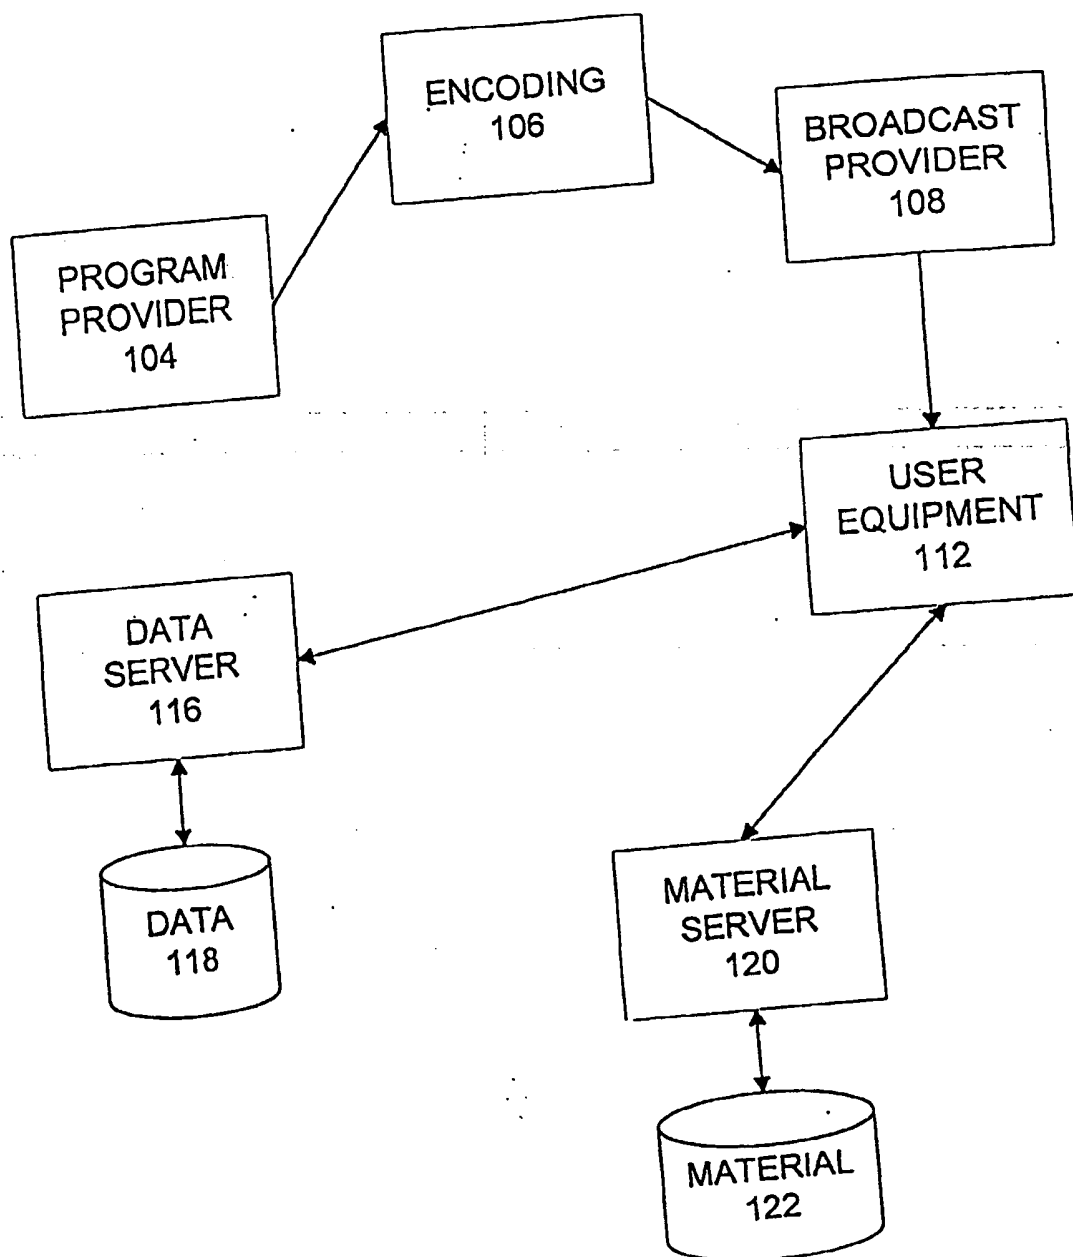 ENCODING
106
BROADCAST
PROVIDER
108
PROGRAM
PROVIDER
104
USER
EQUIPMENT
112
DATA
SERVER
116
DATA
118
MATERIAL
SERVER
120
MATERIAL
122